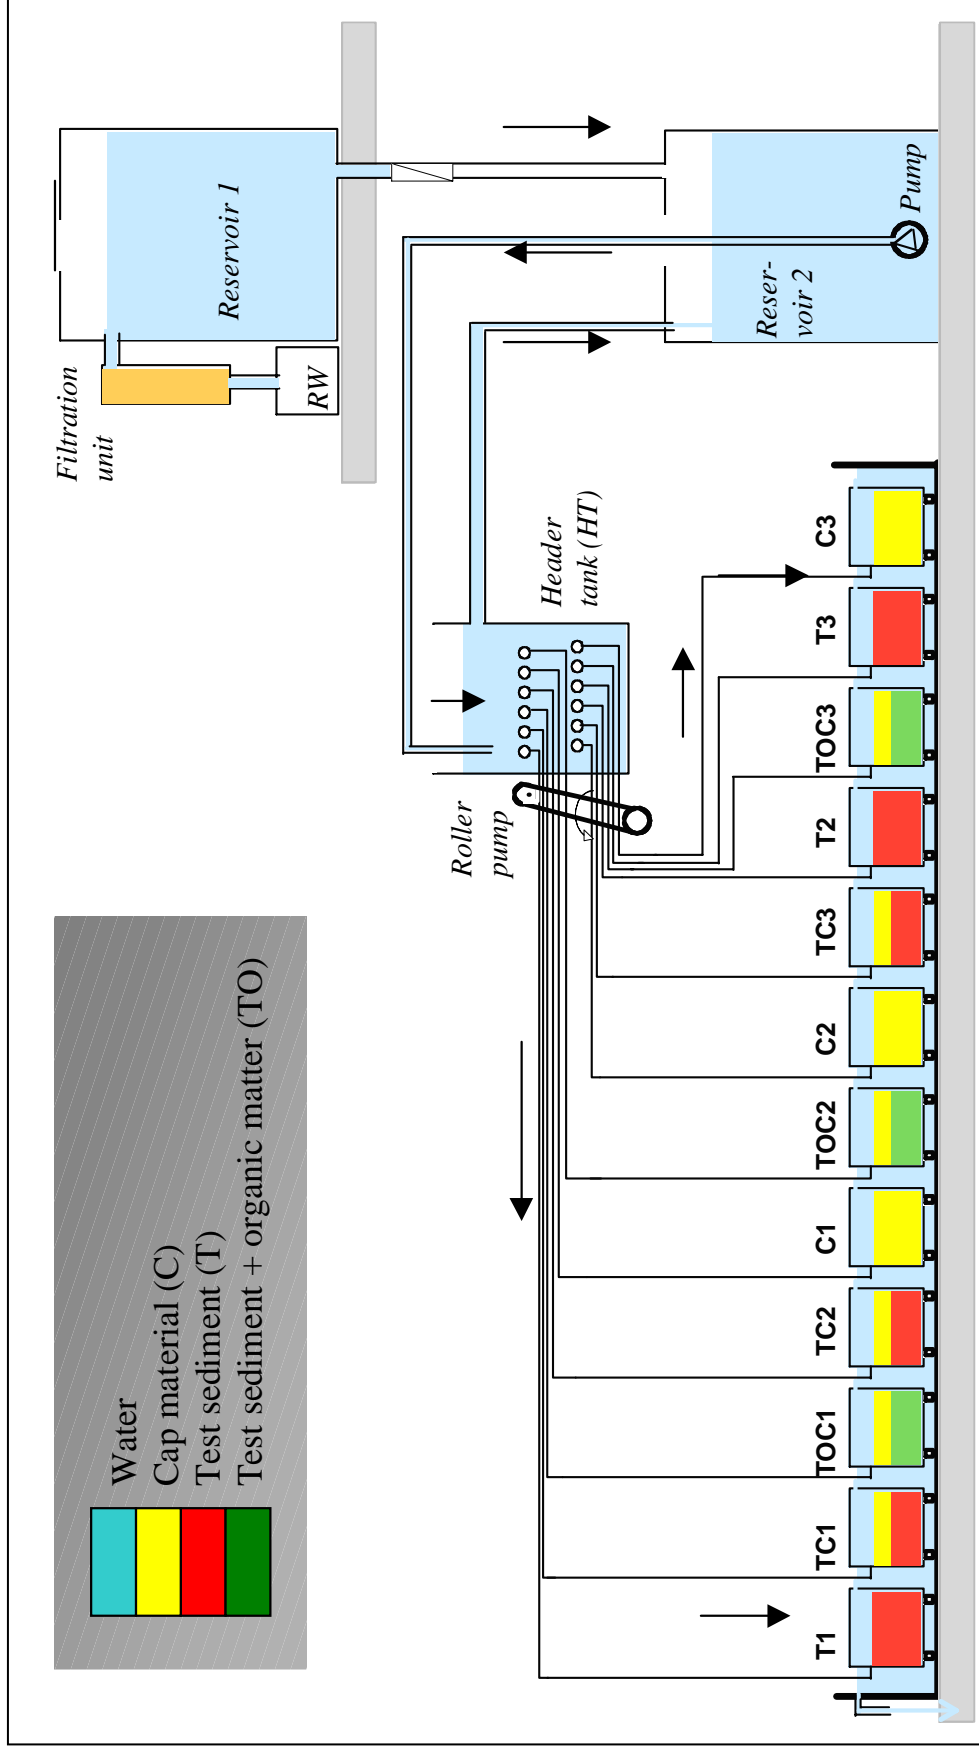 Water
Cap material (C)
Test sediment (T)
Test sediment + organic matter (TO)
Filtration
unit
RW
Reservoir 1
Roller
pump
Header
tank (HT)
Reser-
voir 2
Pump
T1
TC1
TOC1
TC2
C1
TOC2
C2
TC3
T2
TOC3
T3
C3